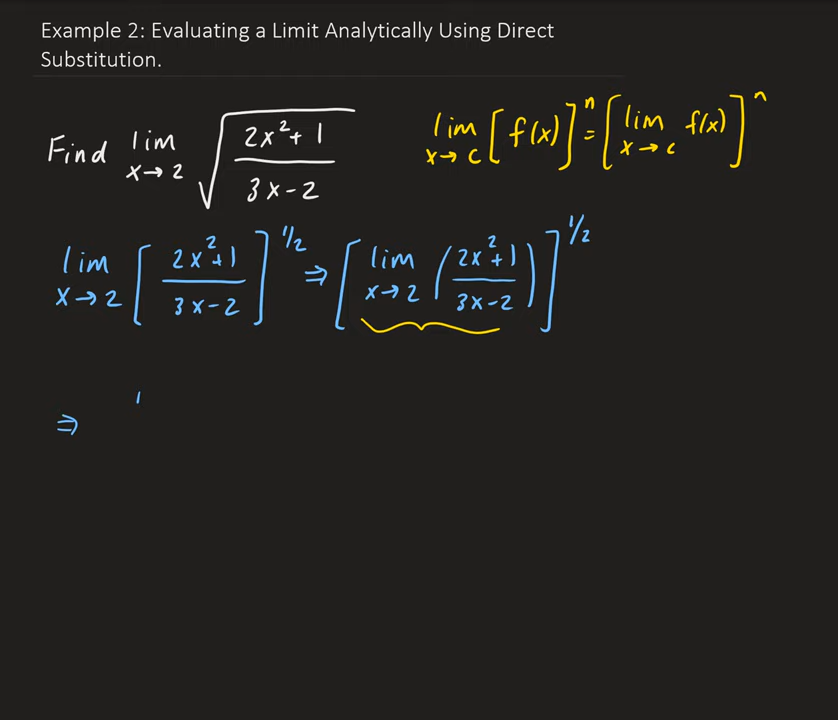 Example 2: Evaluating a Limit Analytically Using Direct
Substitution.
Find lim x→2 √((2x²+1)/(3x-2))
lim x→c [f(x)]ⁿ = [lim x→c f(x)]ⁿ
lim x→2 [(2x²+1)/(3x-2)]^1/2 ⇒ [lim x→2 ((2x²+1)/(3x-2))]^1/2
⇒